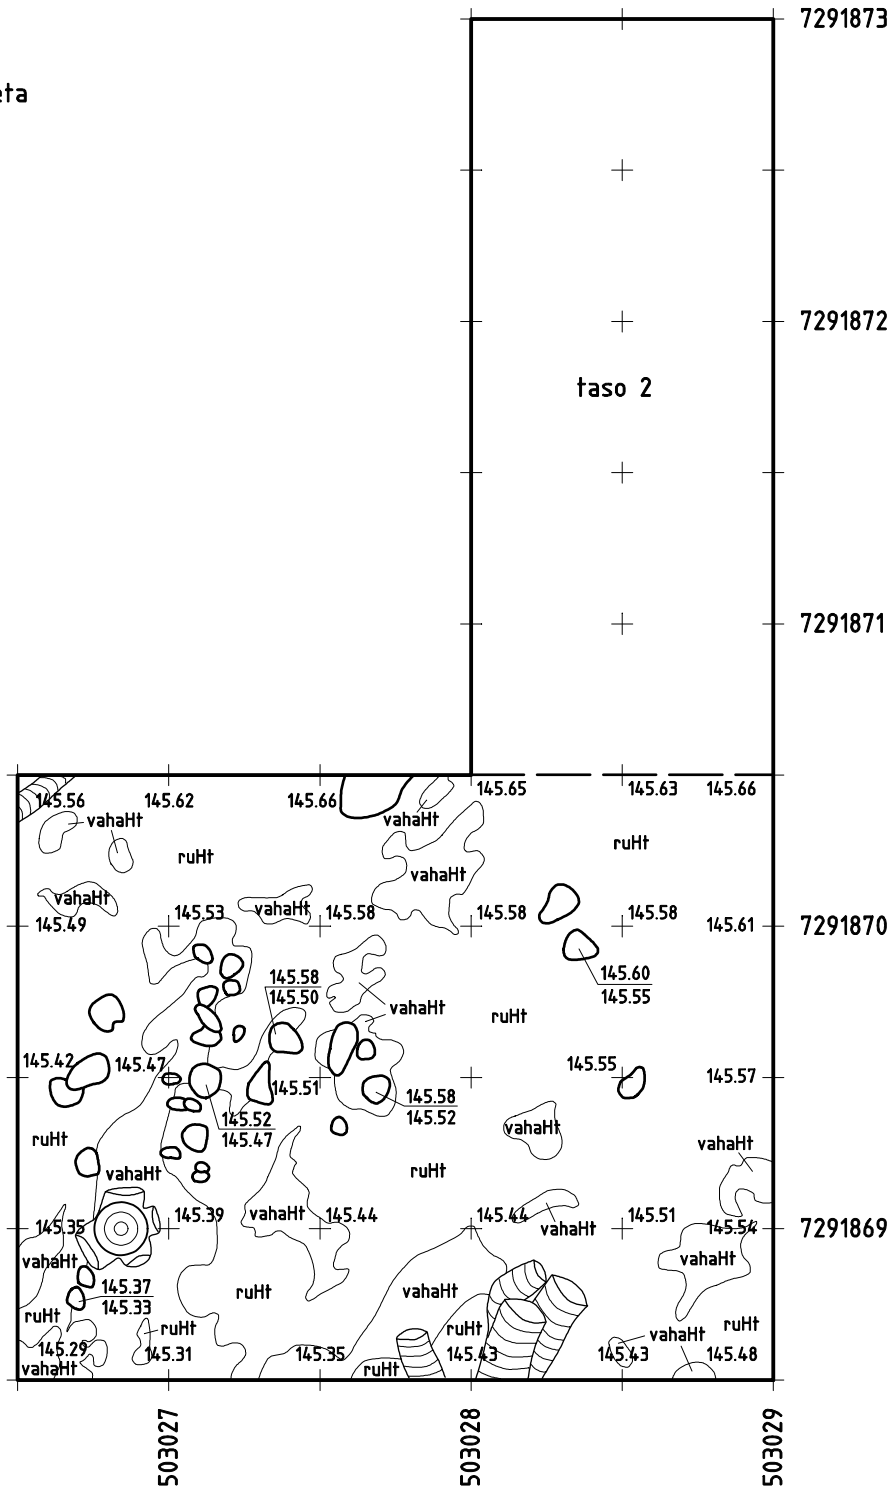 7291873
eta
7291872
taso 2
7291871
145.56 145.62 145.66 145.65 145.63 145.66
vahaHt vahaHt
ruHt ruHt
vahaHt
vahaHt vahaHt
145.49 145.53 145.58 145.58 145.58 145.61 7291870
145.58
145.50
145.60
145.55
vahaHt ruHt
145.42 145.47 145.51 145.55 145.57
145.58
145.52
145.52
145.47
vahaHt
ruHt vahaHt
vahaHt ruHt
145.35 145.39 vahaHt 145.44 145.44 vahaHt 145.51 145.54 7291869
vahaHt vahaHt
145.37
145.33
ruHt vahaHt
ruHt ruHt ruHt vahaHt ruHt
145.29 145.31 145.35 145.43 145.43 145.48
vahaHt ruHt
503027 503028 503029